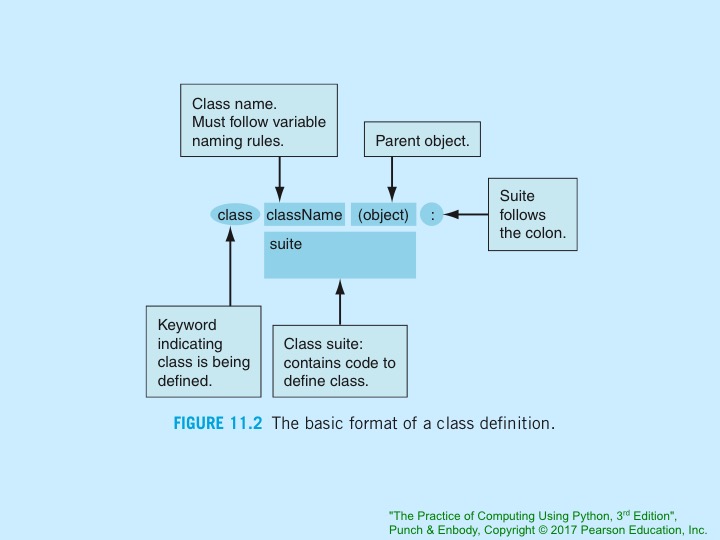 Class name.
Must follow variable
naming rules.
Parent object.
Suite
follows
the colon.
class className (object) :
suite
Keyword
indicating
class is being
defined.
Class suite:
contains code to
define class.
FIGURE 11.2 The basic format of a class definition.
"The Practice of Computing Using Python, 3rd Edition",
Punch & Enbody, Copyright © 2017 Pearson Education, Inc.